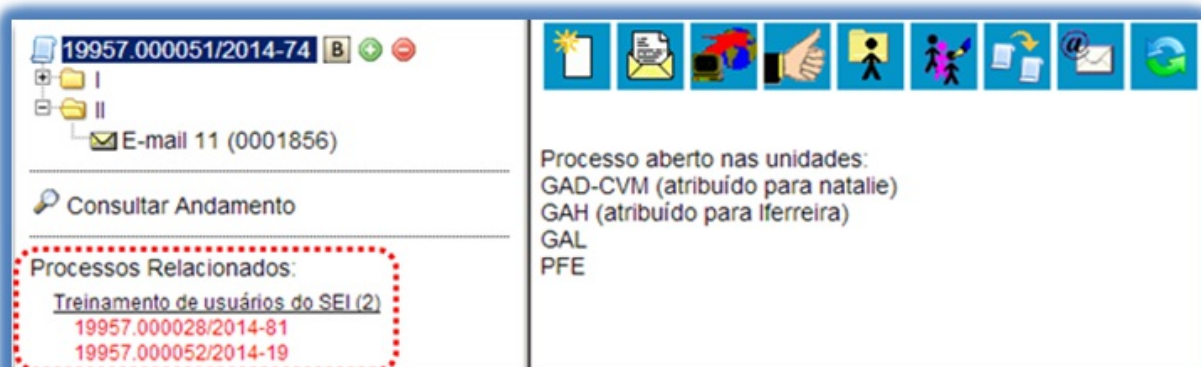 19957.000051/2014-74 B
I
II
E-mail 11 (0001856)
Consultar Andamento
Processos Relacionados:
Treinamento de usuários do SEI (2)
19957.000028/2014-81
19957.000052/2014-19
@
Processo aberto nas unidades:
GAD-CVM (atribuído para natalie)
GAH (atribuído para lferreira)
GAL
PFE